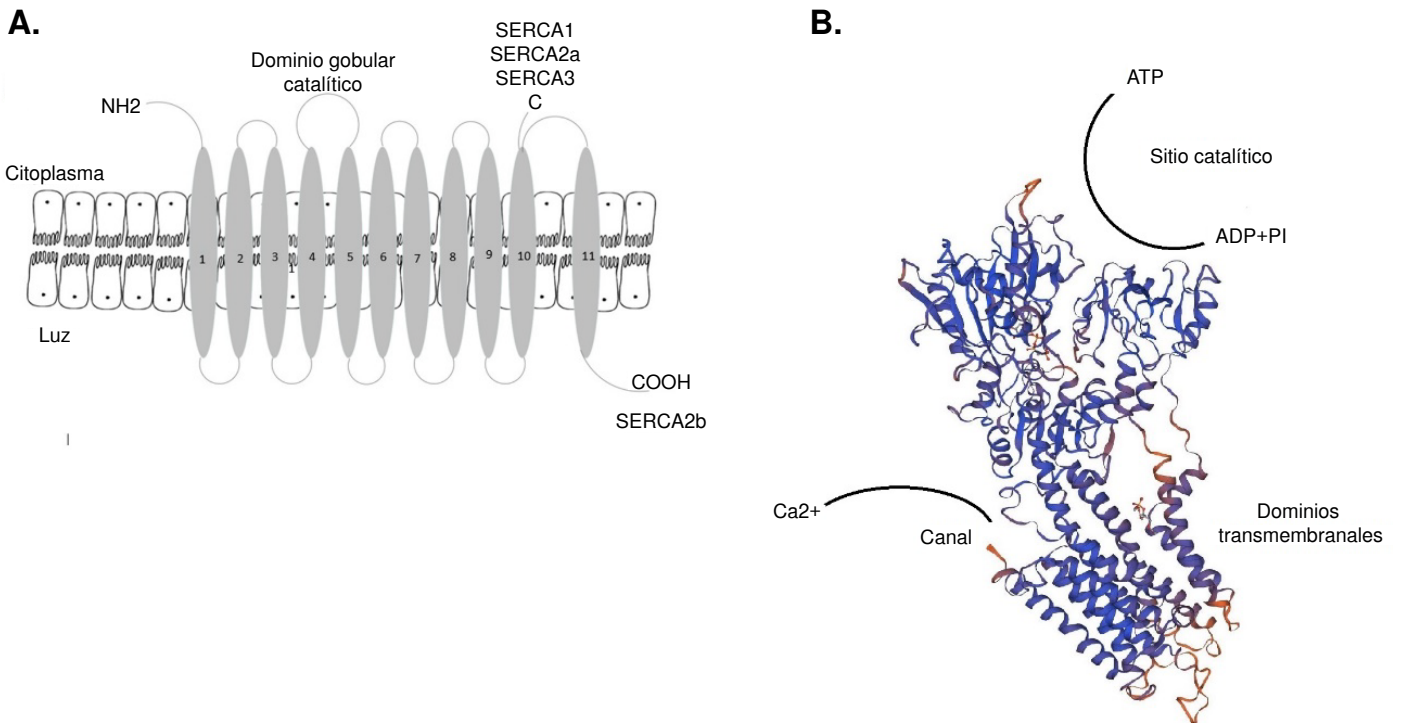 A.
SERCA1
SERCA2a
SERCA3
C
Dominio gobular
catalítico
NH2
Citoplasma
1
2
3
1
4
5
6
7
8
9
10
11
Luz
COOH
SERCA2b
B.
ATP
Sitio catalítico
ADP+PI
Ca2+
Canal
Dominios
transmembranales